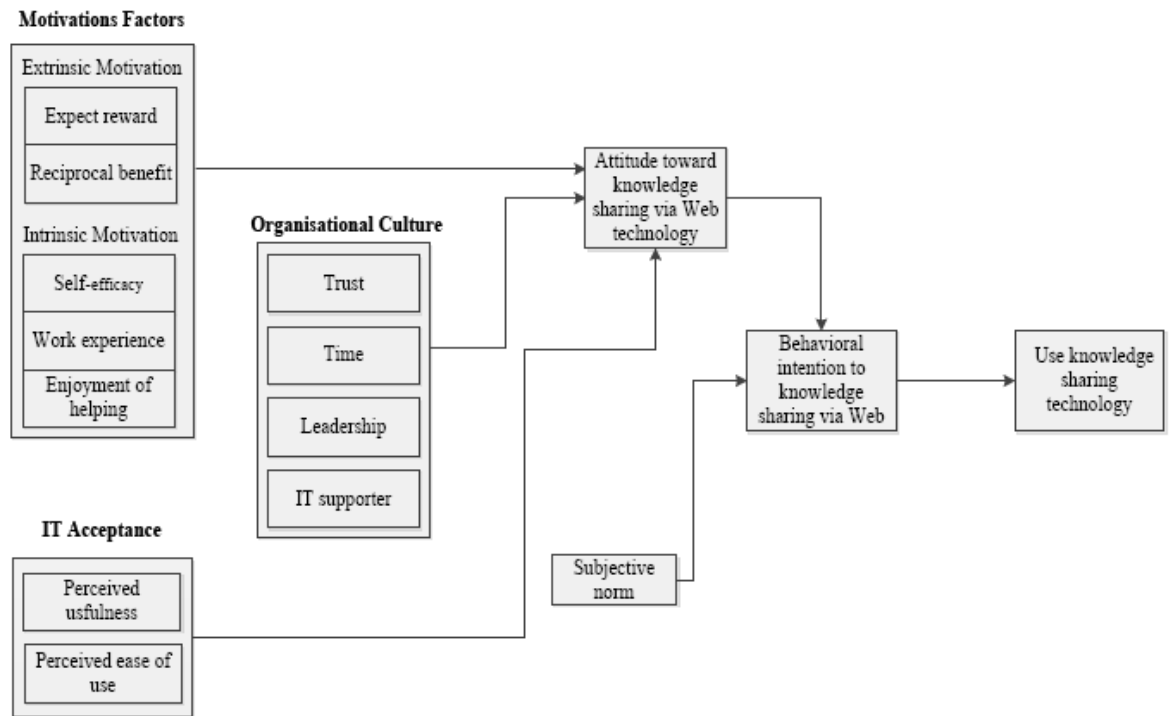 Motivations Factors
Extrinsic Motivation
Expect reward
Reciprocal benefit
Intrinsic Motivation
Self-efficacy
Work experience
Enjoyment of
helping
Organisational Culture
Trust
Time
Leadership
IT supporter
IT Acceptance
Perceived
usfulness
Perceived ease of
use
Attitude toward
knowledge
sharing via Web
technology
Subjective
norm
Behavioral
intention to
knowledge
sharing via Web
Use knowledge
sharing
technology